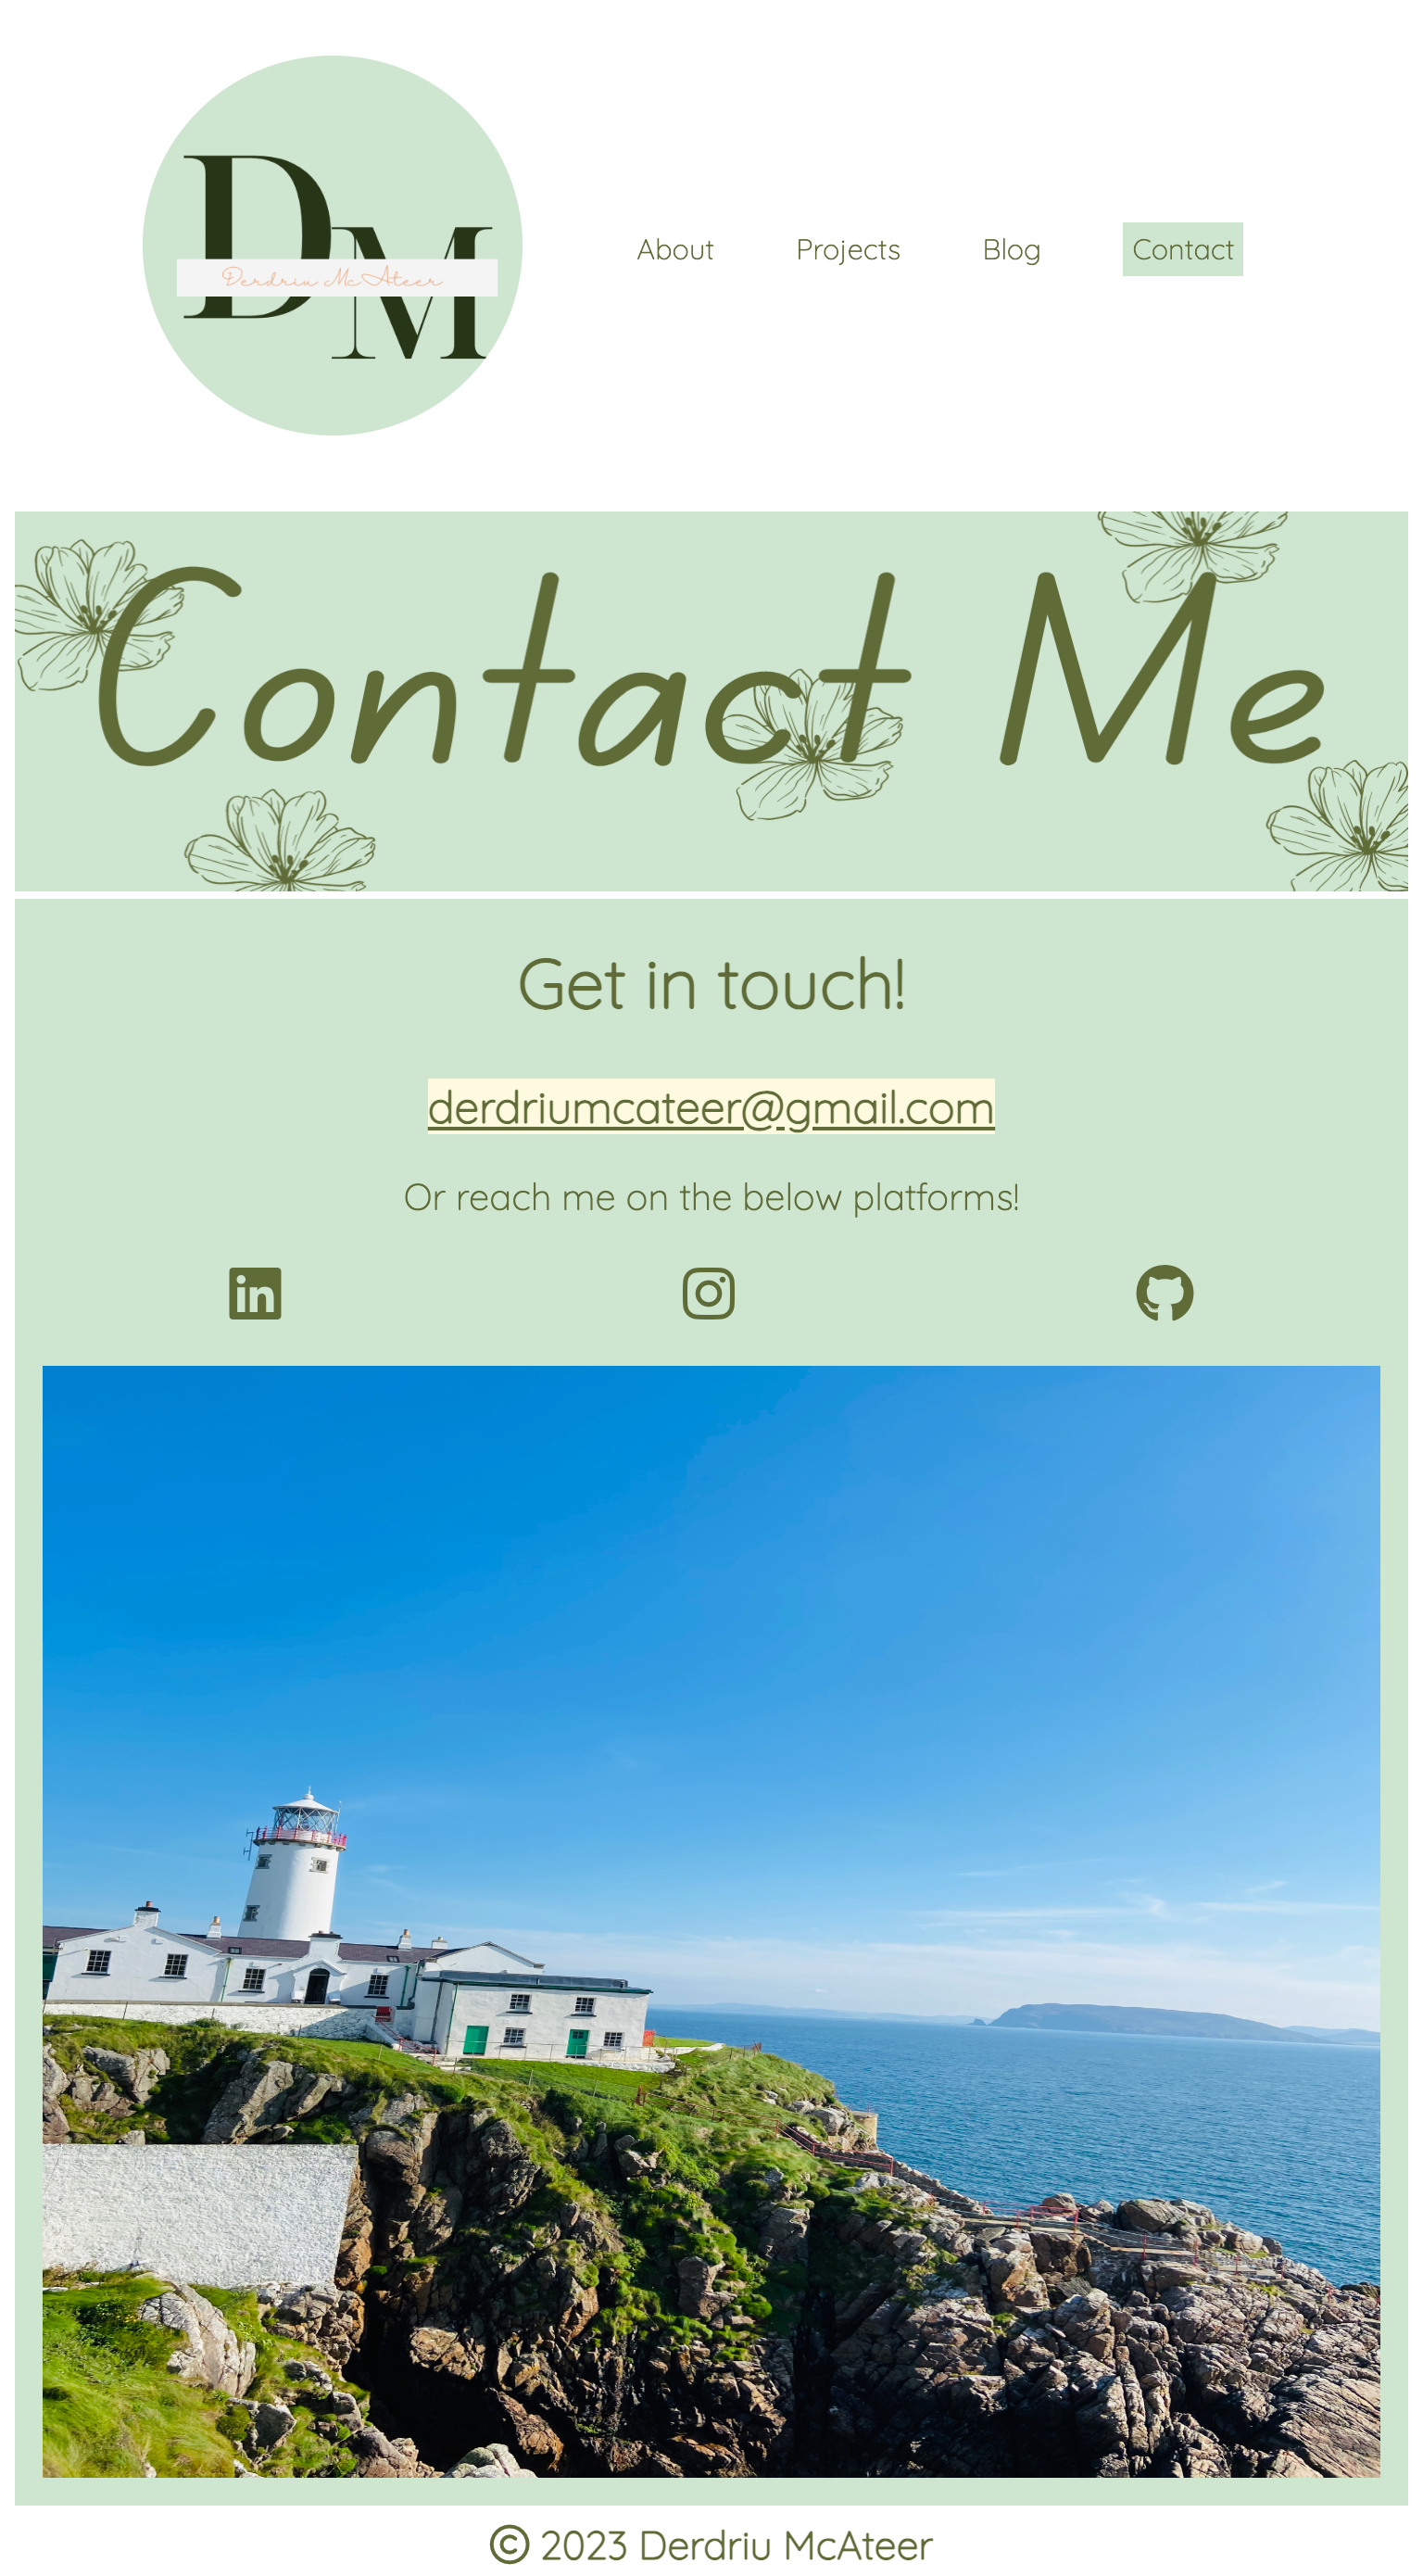 DM
Derdriu McAteer
About Projects Blog Contact
Contact Me
Get in touch!
derdriumcateer@gmail.com
Or reach me on the below platforms!
in
© 2023 Derdriu McAteer